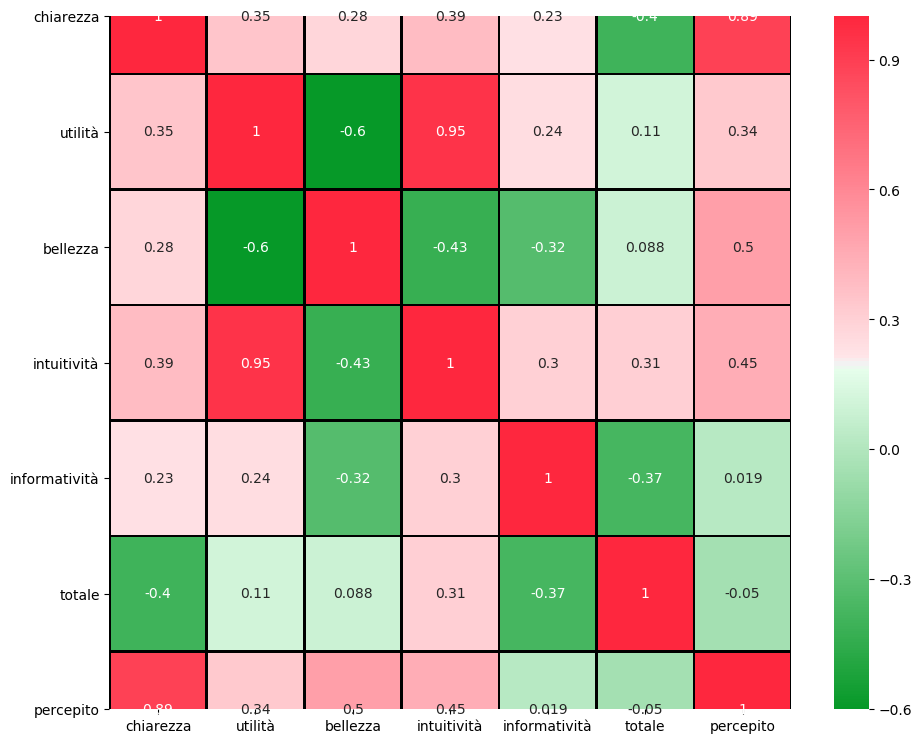 chiarezza 1 0.35 0.28 0.39 0.23 -0.4 0.89
utilità 0.35 1 -0.6 0.95 0.24 0.11 0.34
bellezza 0.28 -0.6 1 -0.43 -0.32 0.088 0.5
intuitività 0.39 0.95 -0.43 1 0.3 0.31 0.45
informatività 0.23 0.24 -0.32 0.3 1 -0.37 0.019
totale -0.4 0.11 0.088 0.31 -0.37 1 -0.05
percepito 0.89 0.34 0.5 0.45 0.019 -0.05 1
chiarezza utilità bellezza intuitività informatività totale percepito
0.9
0.6
0.3
0.0
−0.3
−0.6